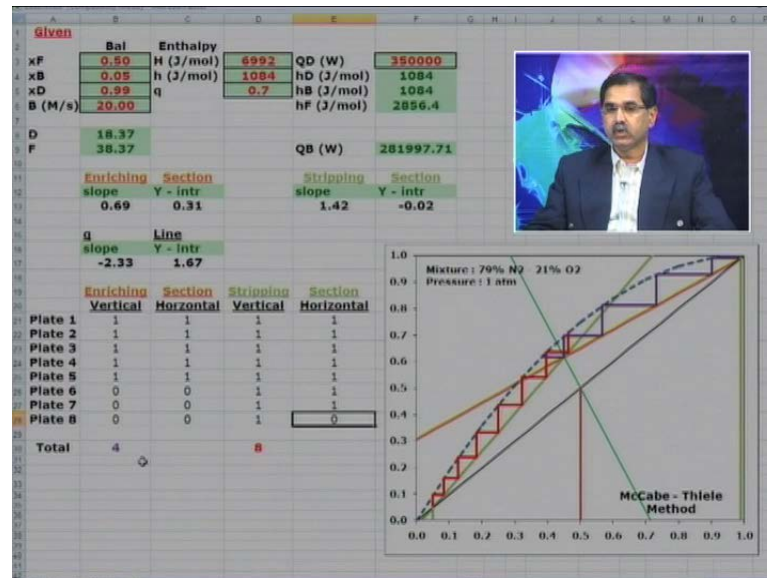 A B C D E F G H I J K L M N O
1 Given
2 Bal Enthalpy
3 xF 0.50 H (J/mol) 6992 QD (W) 350000
4 xB 0.05 h (J/mol) 1084 hD (J/mol) 1084
5 xD 0.99 q 0.7 hB (J/mol) 1084
6 B (M/s) 20.00 hF (J/mol) 2856.4
D 18.37
F 38.37 QB (W) 281997.71
Enriching Section Stripping Section
slope Y - intr slope Y - intr
0.69 0.31 1.42 -0.02
q Line
slope Y - intr
-2.33 1.67
Enriching Section Stripping Section
Vertical Horzontal Vertical Horizontal
Plate 1 1 1 1 1
Plate 2 1 1 1 1
Plate 3 1 1 1 1
Plate 4 1 1 1 1
Plate 5 1 1 1 1
Plate 6 0 0 1 1
Plate 7 0 0 1 1
Plate 8 0 0 1 0
Total 4 8
Mixture : 79% N2 21% O2
Pressure : 1 atm
1.0
0.9
0.8
0.7
0.6
0.5
0.4
0.3
0.2
0.1
0.0
McCabe - Thiele
Method
0.0 0.1 0.2 0.3 0.4 0.5 0.6 0.7 0.8 0.9 1.0